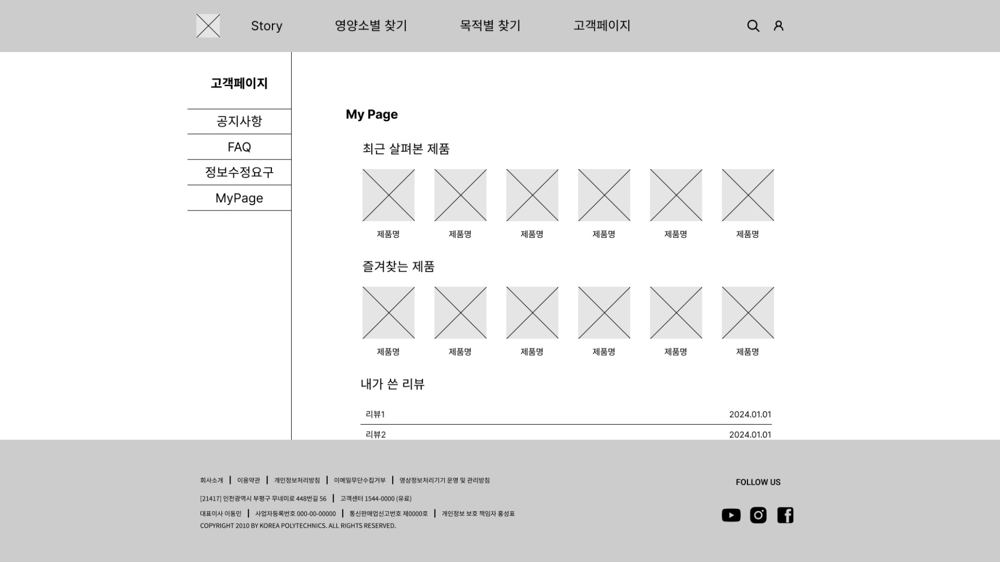 Story 영양소별 찾기 목적별 찾기 고객페이지
고객페이지
공지사항
FAQ
정보수정요구
MyPage
My Page
최근 살펴본 제품
제품명 제품명 제품명 제품명 제품명 제품명
즐겨찾는 제품
제품명 제품명 제품명 제품명 제품명 제품명
내가 쓴 리뷰
리뷰1 2024.01.01
리뷰2 2024.01.01
회사소개 | 이용약관 | 개인정보처리방침 | 이메일무단수집거부 | 영상정보처리기기 운영 및 관리방침
[21417] 인천광역시 부평구 무네미로 448번길 56 | 고객센터 1544-0000 (유료)
대표이사 이동민 | 사업자등록번호 000-00-00000 | 통신판매업신고번호 제0000호 | 개인정보 보호 책임자 홍성표
COPYRIGHT 2010 BY KOREA POLYTECHNICS. ALL RIGHTS RESERVED.
FOLLOW US